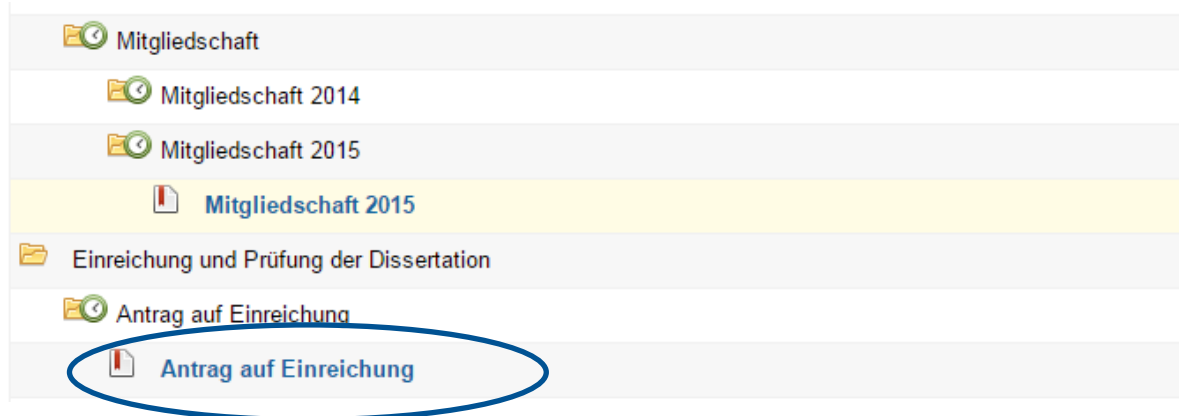 Mitgliedschaft
Mitgliedschaft 2014
Mitgliedschaft 2015
Mitgliedschaft 2015
Einreichung und Prüfung der Dissertation
Antrag auf Einreichung
Antrag auf Einreichung